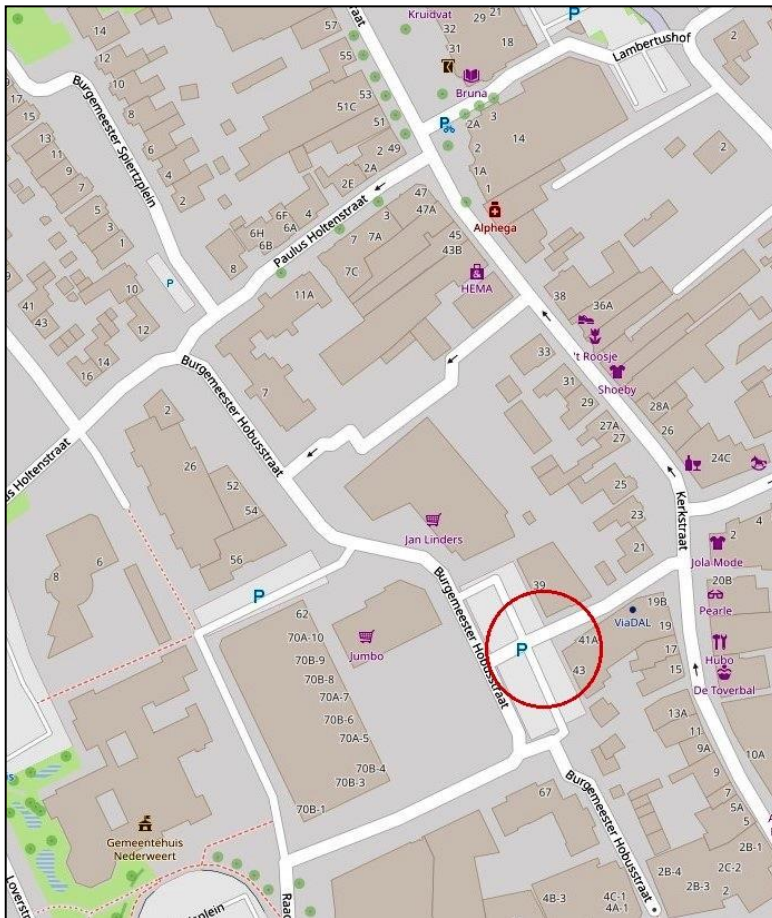 57
Kruidvat
29
21
P
32
18
31
14
55
12
10
53
51C
Bruna
Lambertushof
2
8
6
17
15
13
11
9
7
5
3
1
4
2
Burgemeester Spiertzplein
51
49
2
2A
2E
P
2A
3
2
1A
1
14
2
47
47A
Alphega
4
6F
6A
6H
6B
3
7
7A
7C
45
43B
HEMA
Paulus Holtenstraat
8
P
10
12
41
43
11A
38
36A
't Roosje
Shoeby
33
31
29
27A
27
28A
26
24C
14
16
7
2
Burgemeester Hobusstraat
us Holtenstraat
26
52
54
56
25
23
21
Kerkstraat
Jan Linders
2
4
Jola Mode
8
6
P
62
Jumbo
39
P
41A
43
ViaDAL
19B
19
17
15
20B
Pearle
Hubo
De Toverbal
70A-10
70B-9
70B-8
70A-7
70B-6
70A-5
70B-4
70B-3
70B-1
Burgemeester Hobusstraat
13A
11
9A
9
7
5A
5
10A
67
Burgemeester Hobusstraat
Gemeentehuis
Nederweert
2B-1
2C-2
2B-4
2B-3
2
4B-3
4C-1
4A-1
Loverstr
Raad
tsplein